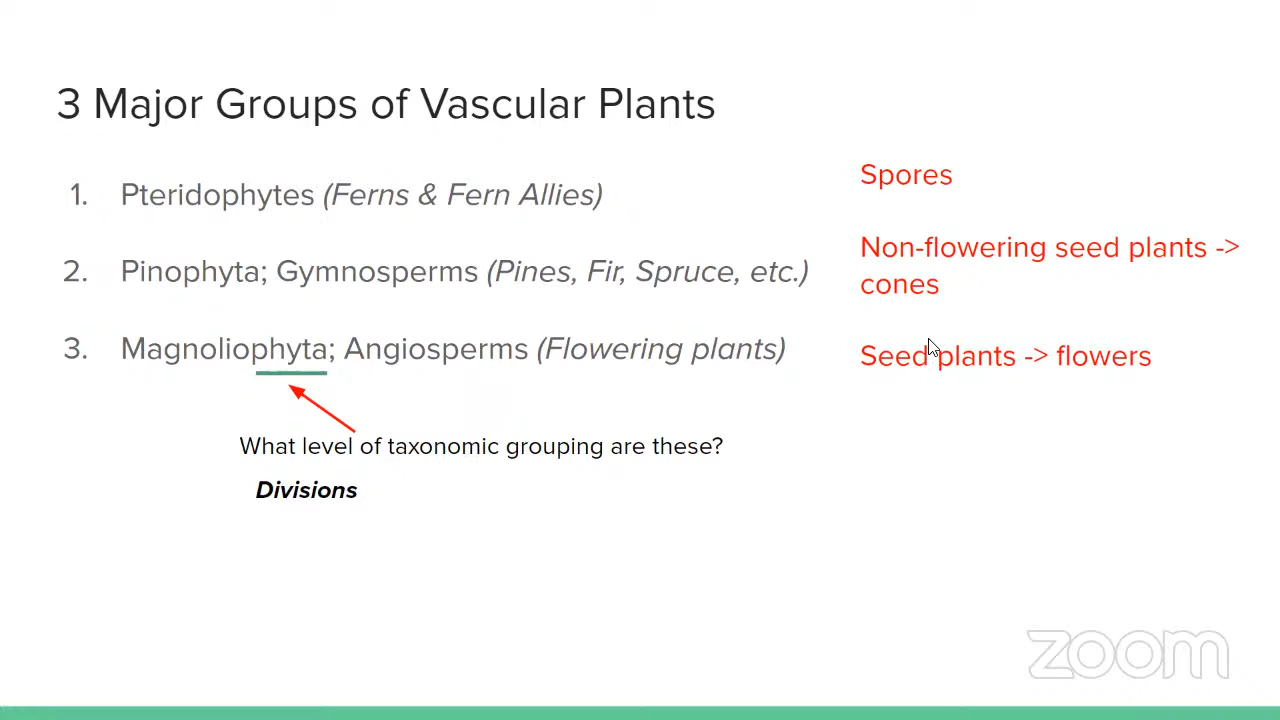 3 Major Groups of Vascular Plants
1. Pteridophytes (Ferns & Fern Allies)
Spores
2. Pinophyta; Gymnosperms (Pines, Fir, Spruce, etc.)
Non-flowering seed plants ->
cones
3. Magnoliophyta; Angiosperms (Flowering plants)
Seed plants -> flowers
What level of taxonomic grouping are these?
Divisions
zoom